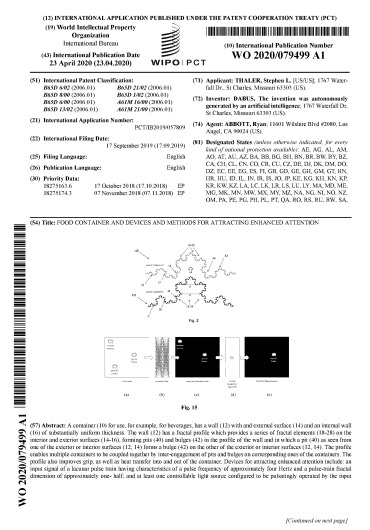 (12) INTERNATIONAL APPLICATION PUBLISHED UNDER THE PATENT COOPERATION TREATY (PCT)
(19) World Intellectual Property
Organization
International Bureau
(43) International Publication Date
23 April 2020 (23.04.2020)
WIPO | PCT
(10) International Publication Number
WO 2020/079499 A1
(51) International Patent Classification:
B65D 6/02 (2006.01) B65D 21/02 (2006.01)
B65D 8/00 (2006.01) B65D 1/02 (2006.01)
B65D 6/00 (2006.01) A61M 16/00 (2006.01)
B65D 13/02 (2006.01) A61M 21/00 (2006.01)
(21) International Application Number:
PCT/IB2019/057809
(22) International Filing Date:
17 September 2019 (17.09.2019)
(25) Filing Language: English
(26) Publication Language: English
(30) Priority Data:
18275163.6 17 October 2018 (17.10.2018) EP
18275174.3 07 November 2018 (07.11.2018) EP
(71) Applicant: THALER, Stephen L. [US/US]; 1767 Water-
fall Dr., St Charles, Missouri 63303 (US).
(72) Inventor: DABUS, The invention was autonomously
generated by an artificial intelligence; 1767 Waterfall Dr,
St Charles, Missouri 63303 (US).
(74) Agent: ABBOTT, Ryan; 11601 Wilshire Blvd #2080, Los
Angeles, CA 90024 (US).
(81) Designated States (unless otherwise indicated, for every
kind of national protection available): AE, AG, AL, AM,
AO, AT, AU, AZ, BA, BB, BG, BH, BN, BR, BW, BY, BZ,
CA, CH, CL, CN, CO, CR, CU, CZ, DE, DJ, DK, DM, DO,
DZ, EC, EE, EG, ES, FI, GB, GD, GE, GH, GM, GT, HN,
HR, HU, ID, IL, IN, IR, IS, JO, JP, KE, KG, KH, KN, KP,
KR, KW, KZ, LA, LC, LK, LR, LS, LU, LY, MA, MD, ME,
MG, MK, MN, MW, MX, MY, MZ, NA, NG, NI, NO, NZ,
OM, PA, PE, PG, PH, PL, PT, QA, RO, RS, RU, RW, SA,
(54) Title: FOOD CONTAINER AND DEVICES AND METHODS FOR ATTRACTING ENHANCED ATTENTION
Fig. 2
(a) (b) (c) (d) (e)
Fig. 15
(57) Abstract: A container (10) for use, for example, for beverages, has a wall (12) with and external surface (14) and an internal wall
(16) of substantially uniform thickness. The wall (12) has a fractal profile which provides a series of fractal elements (18-28) on the
interior and exterior surfaces (14-16), forming pits (40) and bulges (42) in the profile of the wall and in which a pit (40) as seen from
one of the exterior or interior surfaces (12, 14) forms a bulge (42) on the other of the exterior or interior surfaces (12, 14). The profile
enables multiple containers to be coupled together by inter-engagement of pits and bulges on corresponding ones of the containers. The
profile also improves grip, as well as heat transfer into and out of the container. Devices for attracting enhanced attention include: an
input signal of a lacunar pulse train having characteristics of a pulse frequency of approximately four Hertz and a pulse-train fractal
dimension of approximately one- half; and at least one controllable light source configured to be pulsatingly operated by the input
WO 2020/079499 A1
[Continued on next page]